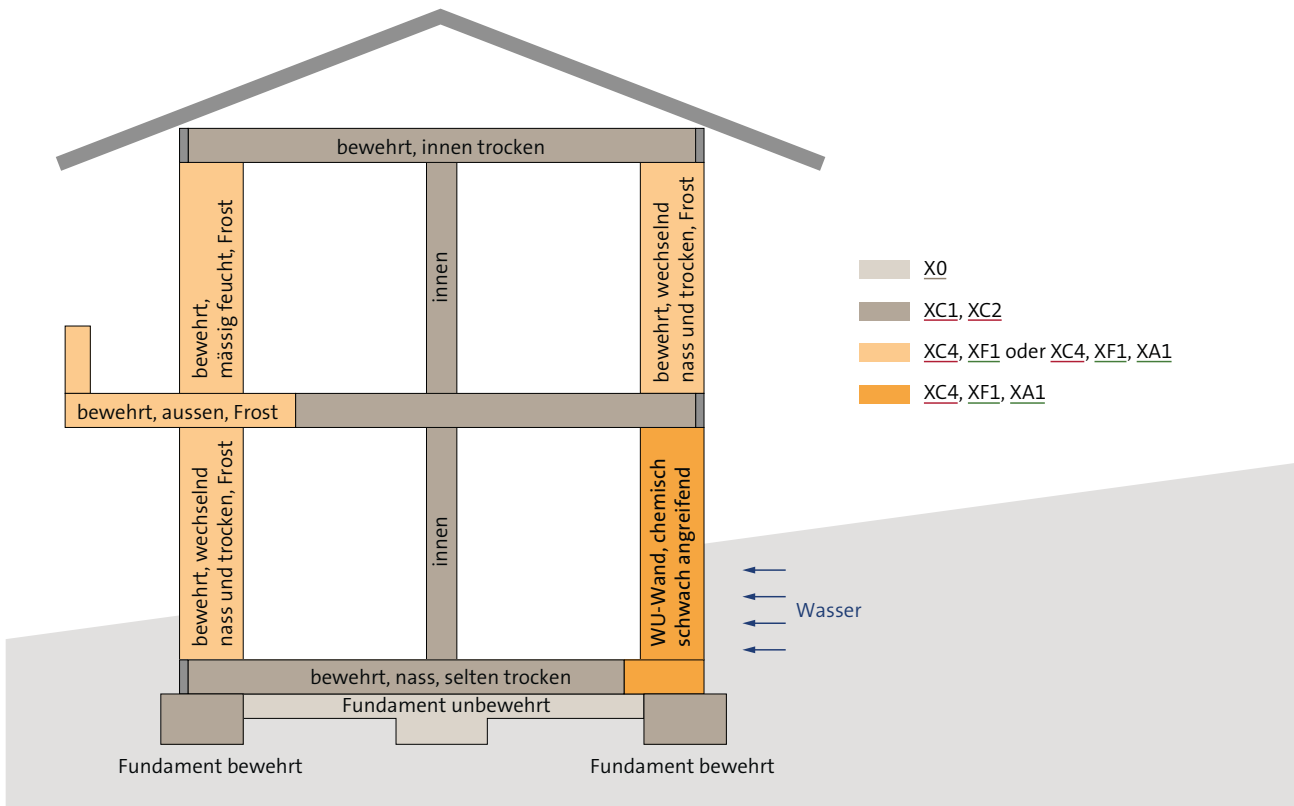 bewehrt, innen trocken
bewehrt,
mässig feucht, Frost
innen
bewehrt, wechselnd
nass und trocken, Frost
X0
XC1, XC2
XC4, XF1 oder XC4, XF1, XA1
XC4, XF1, XA1
bewehrt, aussen, Frost
bewehrt, wechselnd
nass und trocken, Frost
innen
WU-Wand, chemisch
schwach angreifend
Wasser
bewehrt, nass, selten trocken
Fundament unbewehrt
Fundament bewehrt
Fundament bewehrt